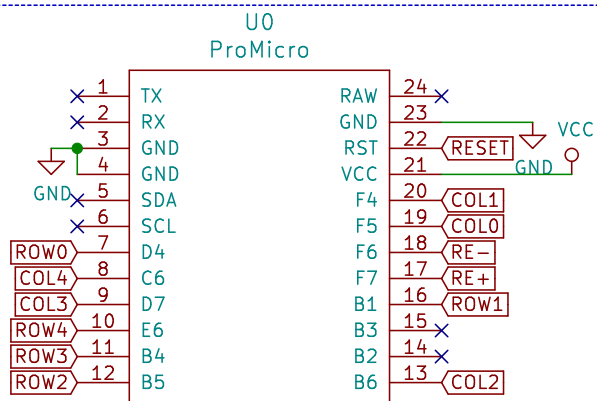 U0
ProMicro
1 TX RAW 24
2 RX GND 23
3 GND RST 22 RESET VCC
4 GND VCC 21 GND
GND 5 SDA F4 20 COL1
6 SCL F5 19 COL0
ROW0 7 D4 F6 18 RE-
COL4 8 C6 F7 17 RE+
COL3 9 D7 B1 16 ROW1
ROW4 10 E6 B3 15
ROW3 11 B4 B2 14
ROW2 12 B5 B6 13 COL2